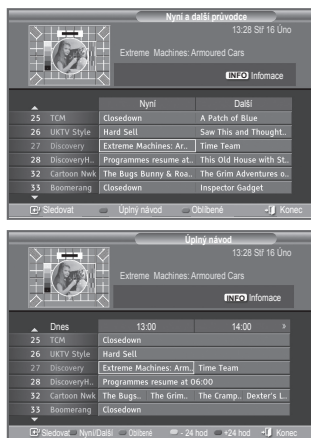 Nyní a další průvodce
13:28 Stř 16 Úno
Extreme Machines: Armoured Cars
INFO Infomace
Nyní Další
25 TCM Closedown A Patch of Blue
26 UKTV Style Hard Sell Saw This and Thought..
27 Discovery Extreme Machines: Ar.. Time Team
28 DiscoveryH.. Programmes resume at.. This Old House with St..
32 Cartoon Nwk The Bugs Bunny & Roa.. The Grim Adventures o..
33 Boomerang Closedown Inspector Gadget
Sledovat Úplný návod Oblíbené Konec
Úplný návod
13:28 Stř 16 Úno
Extreme Machines: Armoured Cars
INFO Infomace
Dnes 13:00 14:00 »
25 TCM Closedown
26 UKTV Style Hard Sell
27 Discovery Extreme Machines: Arm.. Time Team
28 DiscoveryH.. Programmes resume at 06:00
32 Cartoon Nwk The Bugs.. The Grim.. The Cramp.. Dexter's L..
33 Boomerang Closedown
Sledovat Nyní/Další Oblíbené - 24 hod +24 hod Konec